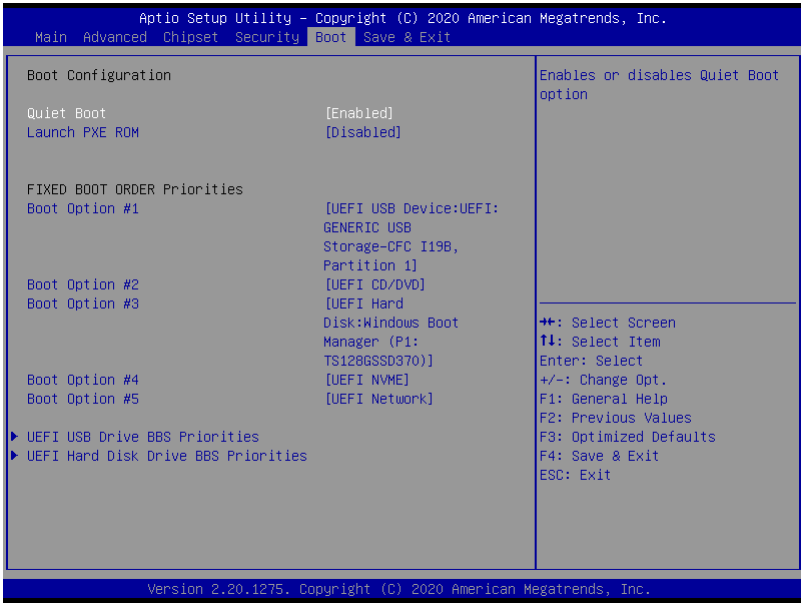 Aptio Setup Utility – Copyright (C) 2020 American Megatrends, Inc.
Main Advanced Chipset Security Boot Save & Exit
Boot Configuration
Quiet Boot [Enabled]
Launch PXE ROM [Disabled]
FIXED BOOT ORDER Priorities
Boot Option #1 [UEFI USB Device:UEFI:
GENERIC USB
Storage-CFC I19B,
Partition 1]
Boot Option #2 [UEFI CD/DVD]
Boot Option #3 [UEFI Hard
Disk:Windows Boot
Manager (P1:
TS128GSSD370)]
Boot Option #4 [UEFI NVME]
Boot Option #5 [UEFI Network]
UEFI USB Drive BBS Priorities
UEFI Hard Disk Drive BBS Priorities
Enables or disables Quiet Boot
option
→←: Select Screen
↑↓: Select Item
Enter: Select
+/-: Change Opt.
F1: General Help
F2: Previous Values
F3: Optimized Defaults
F4: Save & Exit
ESC: Exit
Version 2.20.1275. Copyright (C) 2020 American Megatrends, Inc.